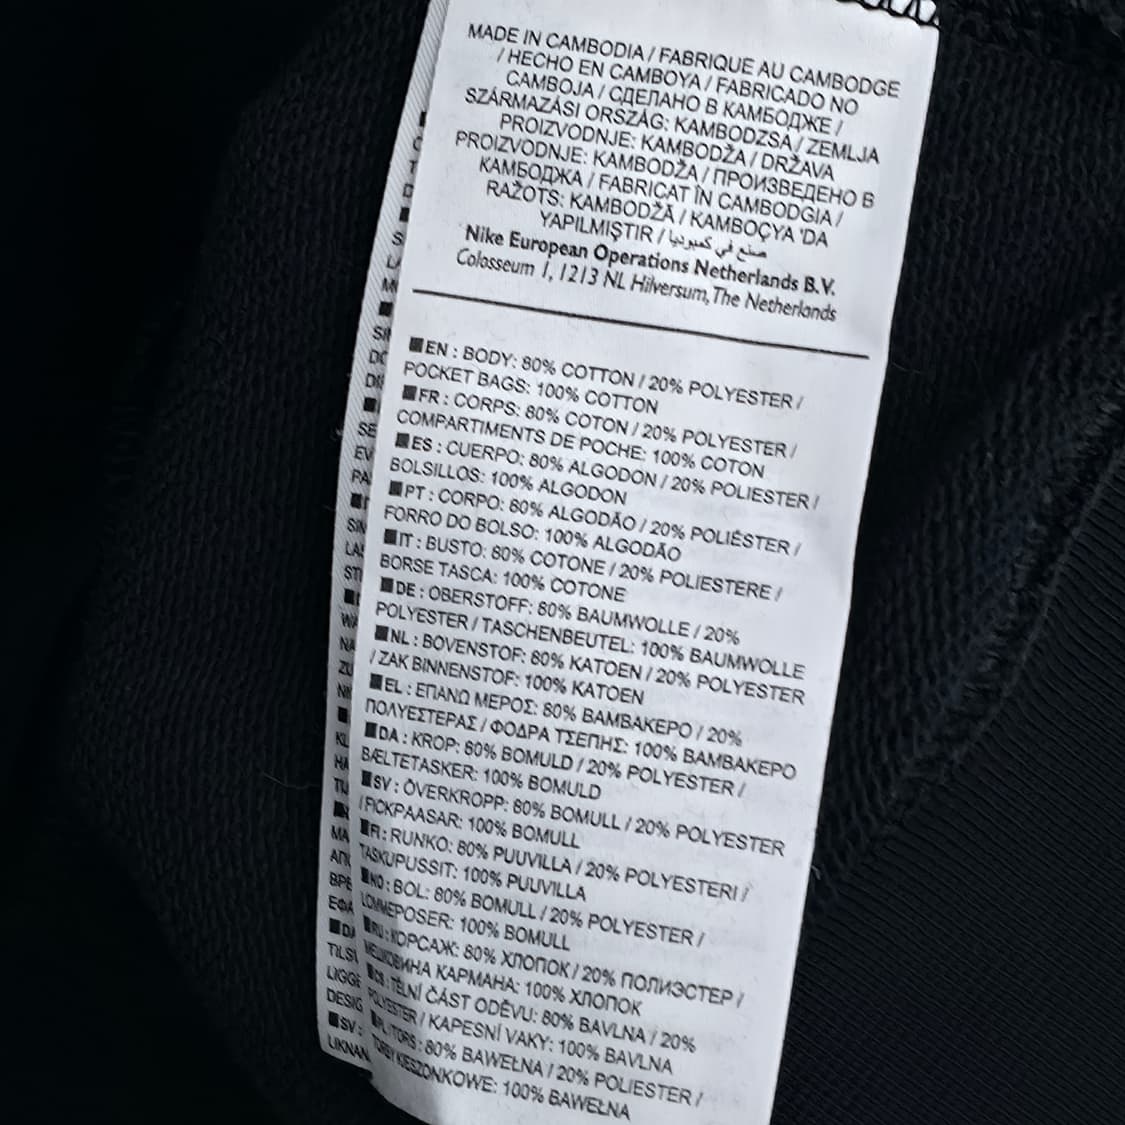 MADE IN CAMBODIA / FABRIQUE AU CAMBODGE
/ HECHO EN CAMBOYA / FABRICADO NO
CAMBOJA / СДЕЛАНО В КАМБОДЖЕ /
SZÁRMAZÁSI ORSZÁG: KAMBODZSA / ZEMLJA
PROIZVODNJE: KAMBODŽA / DRŽAVA
PROIZVODNJE: KAMBODŽA / ПРОИЗВЕДЕНО В
КАМБОДЖА / FABRICAT ÎN CAMBODGIA /
RAŽOTS: KAMBODŽĀ / KAMBOÇYA 'DA
YAPILMIŞTIR / صنع في كمبوديا
Nike European Operations Netherlands B.V.
Colosseum 1, 1213 NL Hilversum, The Netherlands
EN : BODY: 80% COTTON / 20% POLYESTER /
POCKET BAGS: 100% COTTON
FR : CORPS: 80% COTON / 20% POLYESTER /
COMPARTIMENTS DE POCHE: 100% COTON
ES : CUERPO: 80% ALGODON / 20% POLIESTER /
BOLSILLOS: 100% ALGODON
PT : CORPO: 80% ALGODÃO / 20% POLIÉSTER /
FORRO DO BOLSO: 100% ALGODÃO
IT : BUSTO: 80% COTONE / 20% POLIESTERE /
BORSE TASCA: 100% COTONE
DE : OBERSTOFF: 80% BAUMWOLLE / 20%
POLYESTER / TASCHENBEUTEL: 100% BAUMWOLLE
NL : BOVENSTOF: 80% KATOEN / 20% POLYESTER
/ ZAK BINNENSTOF: 100% KATOEN
EL : ΕΠΑΝΩ ΜΕΡΟΣ: 80% ΒΑΜΒΑΚΕΡΟ / 20%
ΠΟΛΥΕΣΤΕΡΑΣ / ΦΟΔΡΑ ΤΣΕΠΗΣ: 100% ΒΑΜΒΑΚΕΡΟ
DA : KROP: 80% BOMULD / 20% POLYESTER /
BÆLTETASKER: 100% BOMULD
SV : ÖVERKROPP: 80% BOMULL / 20% POLYESTER
/ FICKPAASAR: 100% BOMULL
FI : RUNKO: 80% PUUVILLA / 20% POLYESTERI /
TASKUPUSSIT: 100% PUUVILLA
NO : BOL: 80% BOMULL / 20% POLYESTER /
LOMMEPOSER: 100% BOMULL
RU : КОРСАЖ: 80% ХЛОПОК / 20% ПОЛИЭСТЕР /
МЕШКОВИНА КАРМАНА: 100% ХЛОПОК
CS : TĚLNÍ ČÁST ODĚVU: 80% BAVLNA / 20%
POLYESTER / KAPESNÍ VAKY: 100% BAVLNA
PL : TORS : 80% BAWEŁNA / 20% POLIESTER /
TORBY KIESZONKOWE: 100% BAWEŁNA